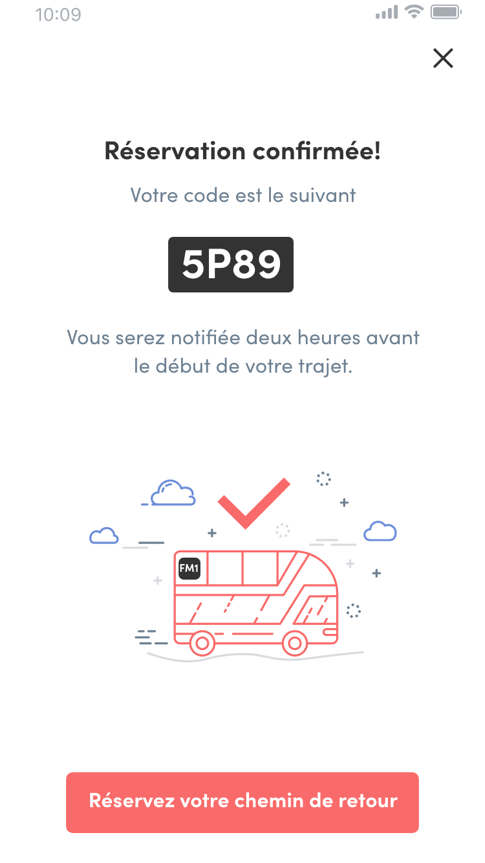 10:09
Réservation confirmée!
Votre code est le suivant
5P89
Vous serez notifiée deux heures avant
le début de votre trajet.
FM1
Réservez votre chemin de retour